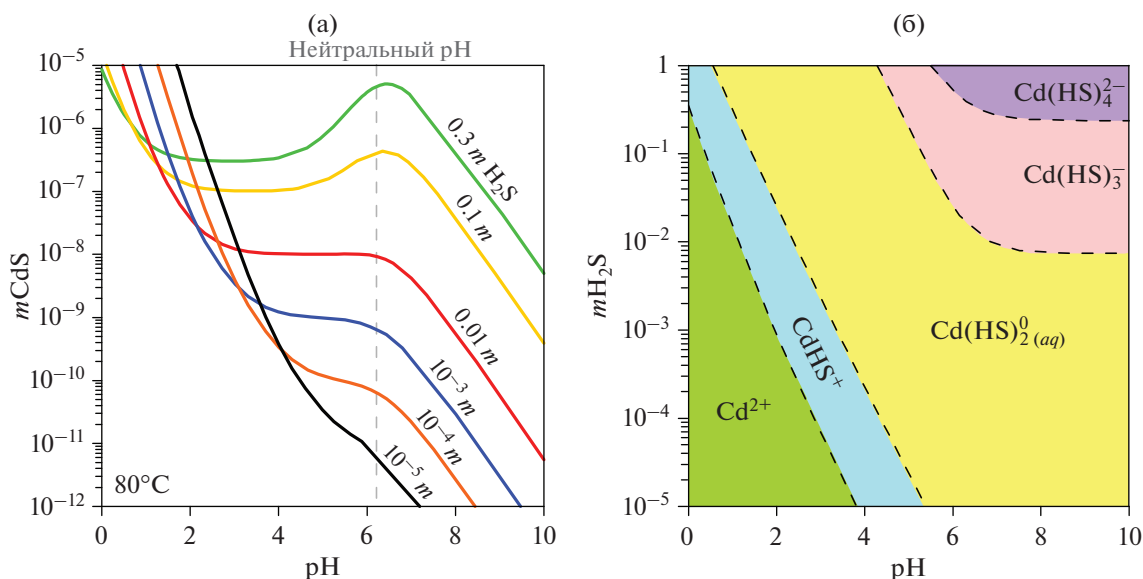 (а)
Нейтральный pH
10⁻⁵
10⁻⁶
10⁻⁷
10⁻⁸
10⁻⁹
10⁻¹⁰
10⁻¹¹
10⁻¹²
mCdS
0.3 m H₂S
0.1 m
0.01 m
10⁻³ m
10⁻⁴ m
10⁻⁵ m
80°C
0 2 4 6 8 10
pH
(б)
1
10⁻¹
10⁻²
10⁻³
10⁻⁴
10⁻⁵
mH₂S
Cd(HS)₄²⁻
Cd(HS)₃⁻
Cd(HS)₂⁰ (aq)
CdHS⁺
Cd²⁺
0 2 4 6 8 10
pH